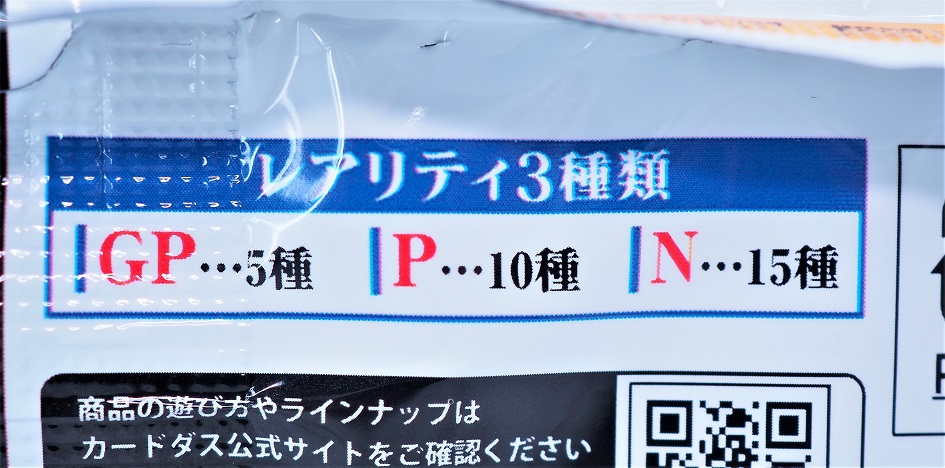 レアリティ3種類
GP…5種 P…10種 N…15種
商品の遊び方やラインナップは
カードダス公式サイトをご確認ください